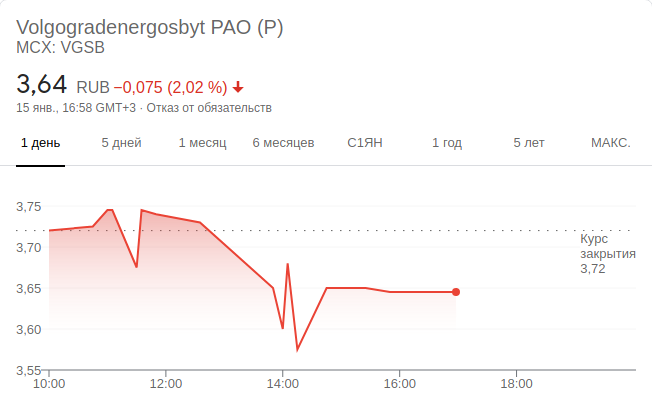 Volgogradenergosbyt PAO (P)
MCX: VGSB
3,64 RUB −0,075 (2,02 %)
15 янв., 16:58 GMT+3 · Отказ от обязательств
1 день 5 дней 1 месяц 6 месяцев С1ЯН 1 год 5 лет МАКС.
3,75
3,70
3,65
3,60
3,55
Курс
закрытия
3,72
10:00 12:00 14:00 16:00 18:00